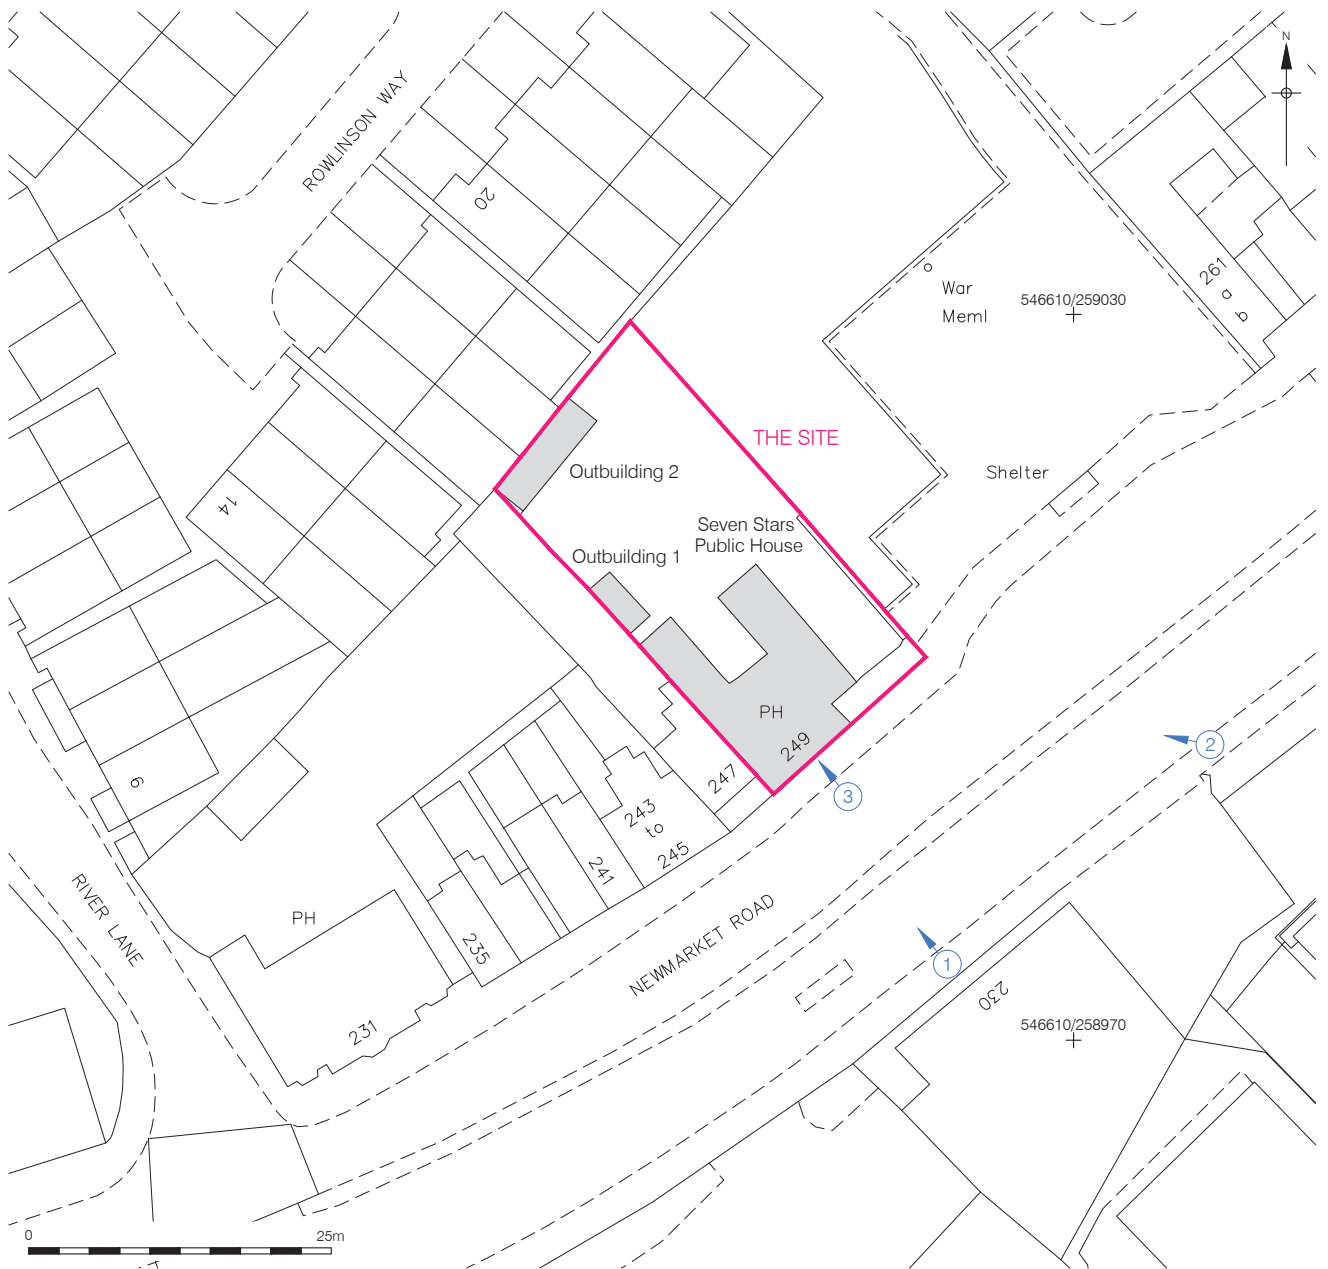 N
ROWLINSON WAY
20
261
a
b
War
Meml
546610/259030
THE SITE
Shelter
Outbuilding 2
14
Seven Stars
Public House
Outbuilding 1
PH
249
2
247
3
6
243
to
245
241
RIVER LANE
PH
235
NEWMARKET ROAD
1
230
231
546610/258970
0
25m